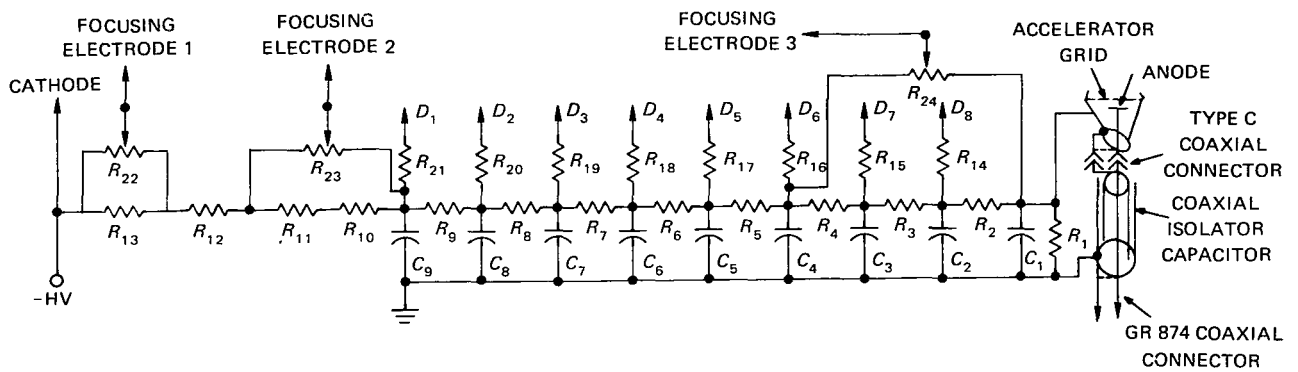 FOCUSING
ELECTRODE 1
FOCUSING
ELECTRODE 2
FOCUSING
ELECTRODE 3
ACCELERATOR
GRID
ANODE
CATHODE
TYPE C
COAXIAL
CONNECTOR
COAXIAL
ISOLATOR
CAPACITOR
GR 874 COAXIAL
CONNECTOR
-HV
D1 D2 D3 D4 D5 D6 D7 D8
R22 R23 R24
R21 R20 R19 R18 R17 R16 R15 R14
R13 R12 R11 R10 R9 R8 R7 R6 R5 R4 R3 R2 R1
C9 C8 C7 C6 C5 C4 C3 C2 C1